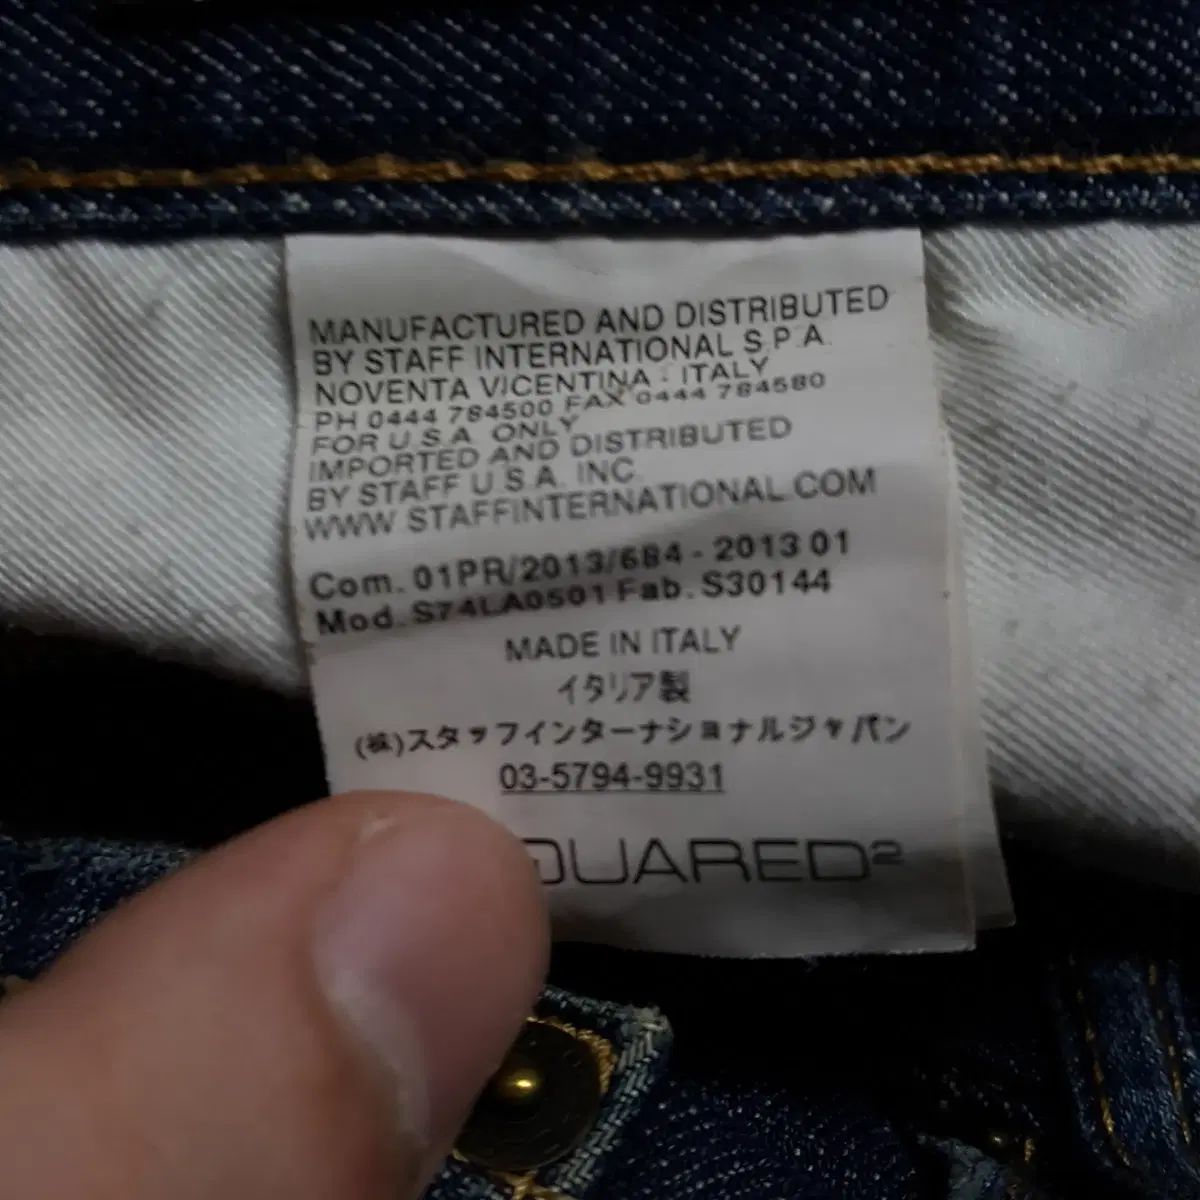 MANUFACTURED AND DISTRIBUTED
BY STAFF INTERNATIONAL S.P.A.
NOVENTA VICENTINA - ITALY
PH 0444 784500 FAX 0444 784580
FOR U.S.A. ONLY
IMPORTED AND DISTRIBUTED
BY STAFF U.S.A. INC.
WWW STAFFINTERNATIONAL.COM
Com. 01PR/2013/684 - 2013 01
Mod. S74LA0501 Fab. S30144
MADE IN ITALY
イタリア製
(株)スタッフインターナショナルジャパン
03-5794-9931
QUARED²